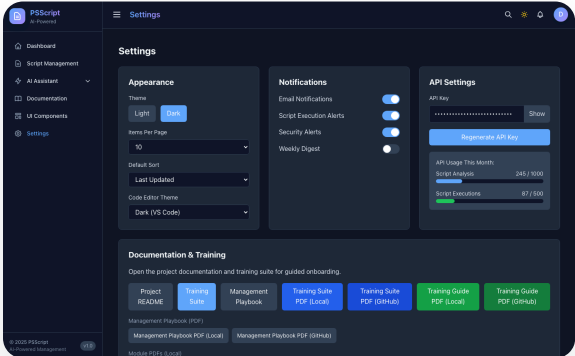 PSScript
AI-Powered
Settings
D
Dashboard
Script Management
AI Assistant
Documentation
UI Components
Settings
Settings
Appearance
Theme
Light
Dark
Items Per Page
10
Default Sort
Last Updated
Code Editor Theme
Dark (VS Code)
Notifications
Email Notifications
Script Execution Alerts
Security Alerts
Weekly Digest
API Settings
API Key
••••••••••••••••••••••••••
Show
Regenerate API Key
API Usage This Month:
Script Analysis 245 / 1000
Script Executions 87 / 500
Documentation & Training
Open the project documentation and training suite for guided onboarding.
Project
README
Training
Suite
Management
Playbook
Training Suite
PDF (Local)
Training Suite
PDF (GitHub)
Training Guide
PDF (Local)
Training Guide
PDF (GitHub)
Management Playbook (PDF)
Management Playbook PDF (Local)
Management Playbook PDF (GitHub)
Module PDFs (Local)
© 2025 PSScript
AI-Powered Management
v1.0